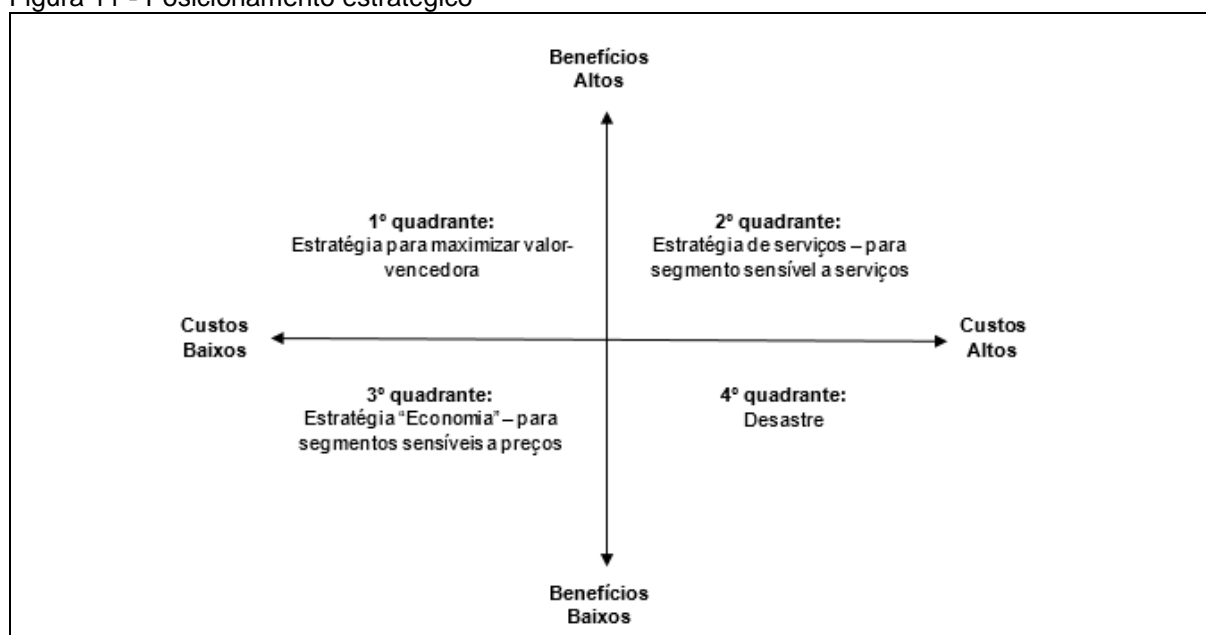 Figura 11 - Posicionamento estratégico
Benefícios
Altos
1º quadrante:
Estratégia para maximizar valor-
vencedora
2º quadrante:
Estratégia de serviços – para
segmento sensível a serviços
Custos
Baixos
Custos
Altos
3º quadrante:
Estratégia “Economia” – para
segmentos sensíveis a preços
4º quadrante:
Desastre
Benefícios
Baixos